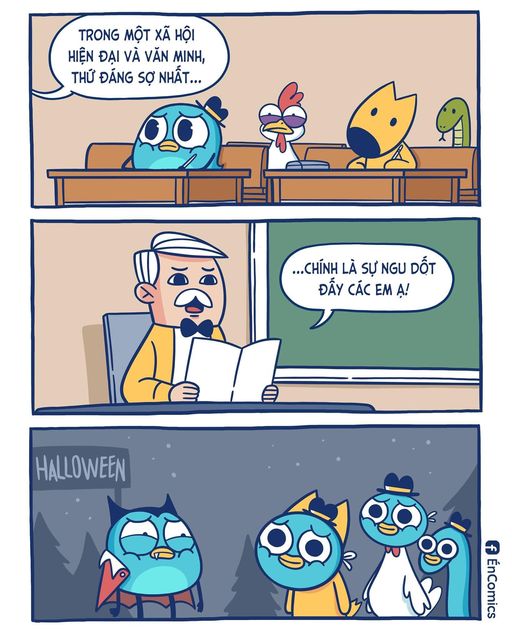 TRONG MỘT XÃ HỘI
HIỆN ĐẠI VÀ VĂN MINH,
THỨ ĐÁNG SỢ NHẤT...
...CHÍNH LÀ SỰ NGU DỐT
ĐẤY CÁC EM Ạ!
HALLOWEEN
ÉnComics